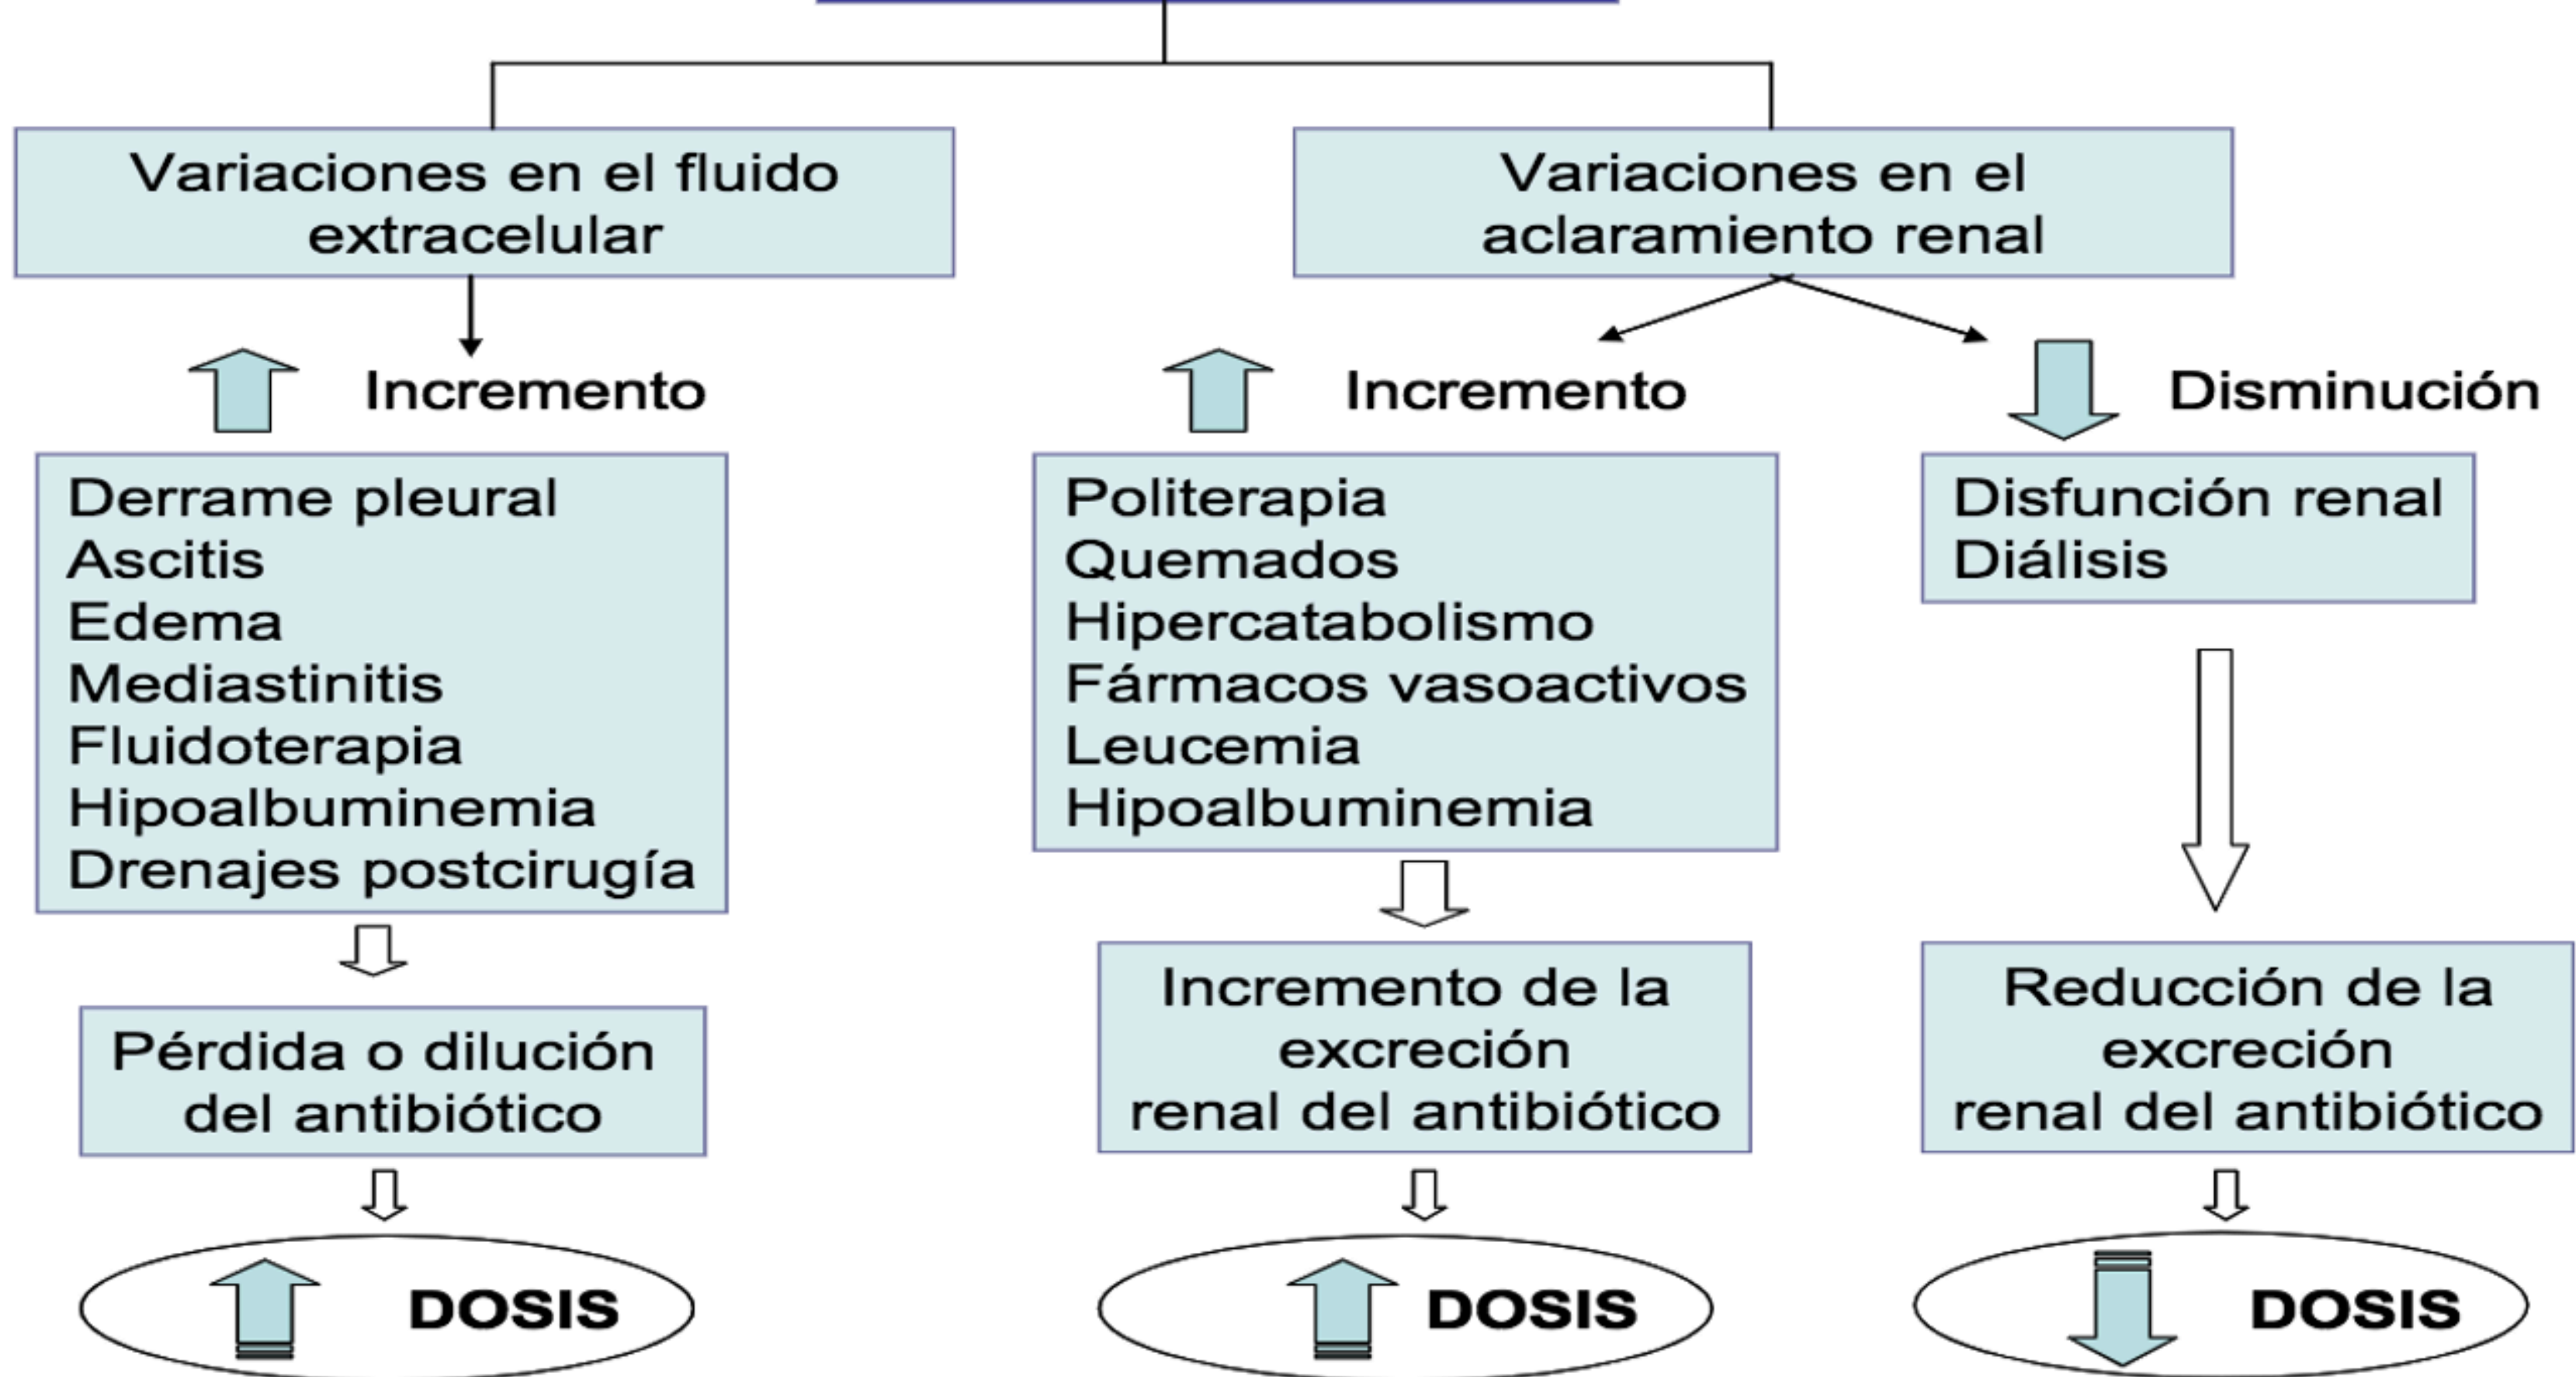 Variaciones en el fluido
extracelular
Incremento
Derrame pleural
Ascitis
Edema
Mediastinitis
Fluidoterapia
Hipoalbuminemia
Drenajes postcirugía
Pérdida o dilución
del antibiótico
DOSIS
Variaciones en el
aclaramiento renal
Incremento
Politerapia
Quemados
Hipercatabolismo
Fármacos vasoactivos
Leucemia
Hipoalbuminemia
Incremento de la
excreción
renal del antibiótico
DOSIS
Disminución
Disfunción renal
Diálisis
Reducción de la
excreción
renal del antibiótico
DOSIS